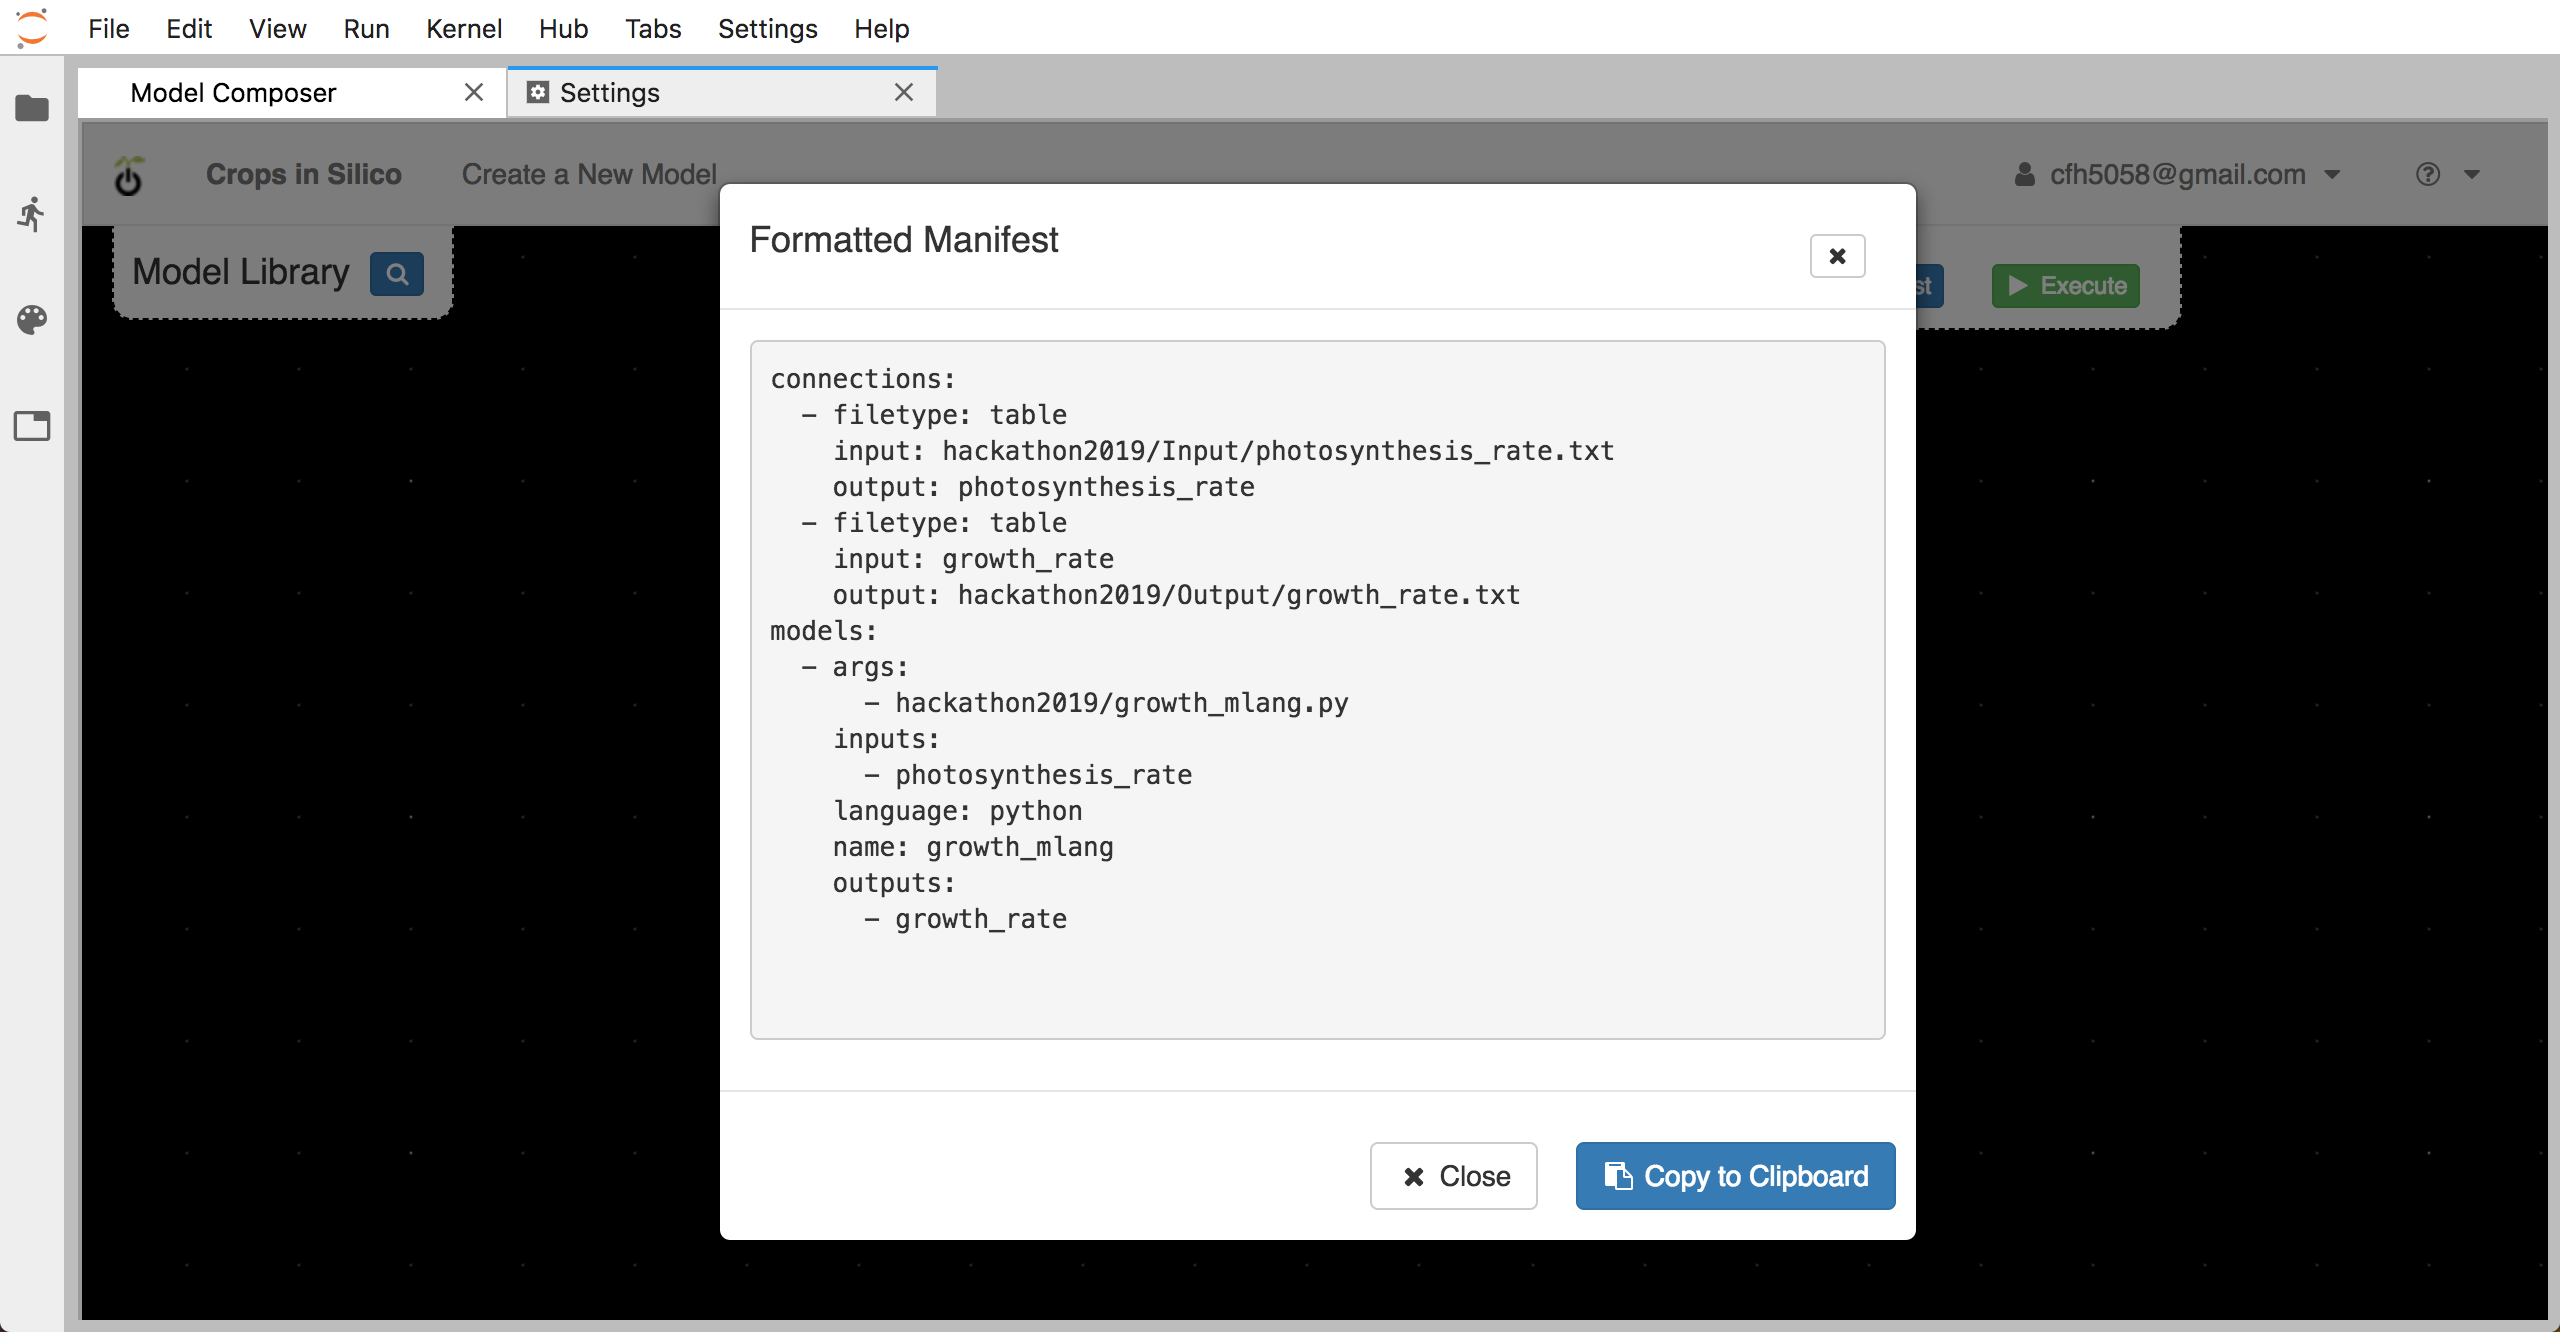 File Edit View Run Kernel Hub Tabs Settings Help
Model Composer
Settings
Crops in Silico Create a New Model cfh5058@gmail.com
Formatted Manifest
Model Library
st
Execute
connections:
  - filetype: table
    input: hackathon2019/Input/photosynthesis_rate.txt
    output: photosynthesis_rate
  - filetype: table
    input: growth_rate
    output: hackathon2019/Output/growth_rate.txt
models:
  - args:
      - hackathon2019/growth_mlang.py
    inputs:
      - photosynthesis_rate
    language: python
    name: growth_mlang
    outputs:
      - growth_rate
Close
Copy to Clipboard